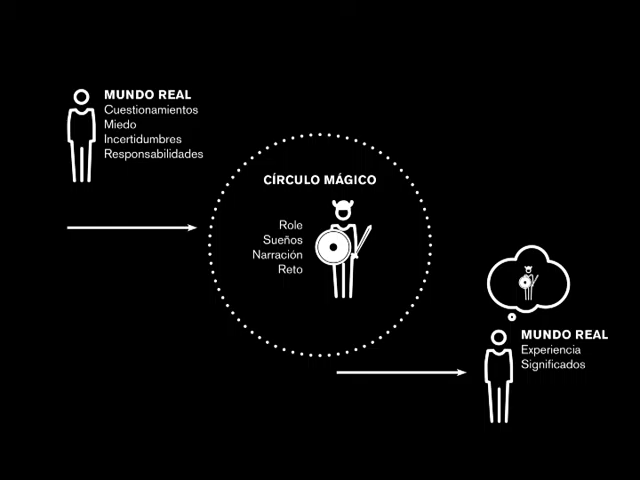 MUNDO REAL
Cuestionamientos
Miedo
Incertidumbres
Responsabilidades
CÍRCULO MÁGICO
Role
Sueños
Narración
Reto
MUNDO REAL
Experiencia
Significados